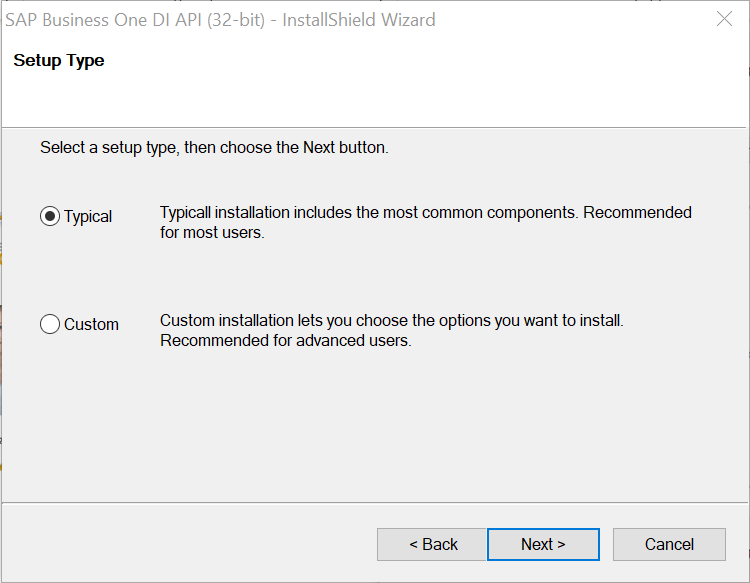 SAP Business One DI API (32-bit) - InstallShield Wizard
Setup Type
Select a setup type, then choose the Next button.
Typical
Typicall installation includes the most common components. Recommended
for most users.
Custom
Custom installation lets you choose the options you want to install.
Recommended for advanced users.
< Back
Next >
Cancel